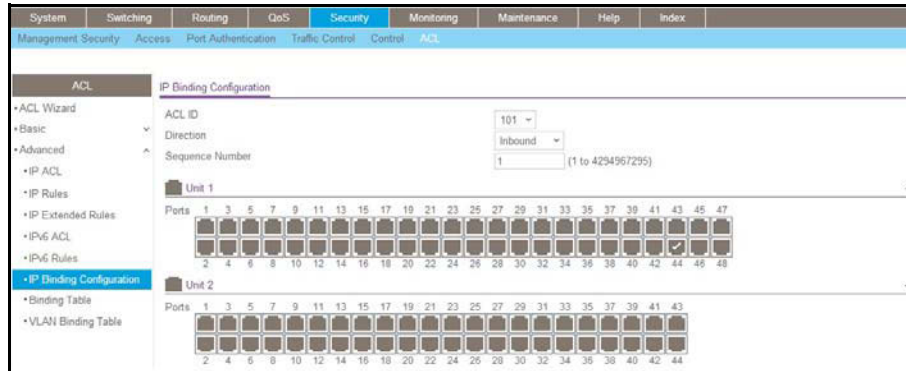 System Switching Routing QoS Security Monitoring Maintenance Help Index
Management Security Access Port Authentication Traffic Control Control ACL
ACL
•ACL Wizard
•Basic
•Advanced
•IP ACL
•IP Rules
•IP Extended Rules
•IPv6 ACL
•IPv6 Rules
•IP Binding Configuration
•Binding Table
•VLAN Binding Table
IP Binding Configuration
ACL ID 101
Direction Inbound
Sequence Number 1 (1 to 4294967295)
Unit 1
Ports 1 3 5 7 9 11 13 15 17 19 21 23 25 27 29 31 33 35 37 39 41 43 45 47
2 4 6 8 10 12 14 16 18 20 22 24 26 28 30 32 34 36 38 40 42 44 46 48
Unit 2
Ports 1 3 5 7 9 11 13 15 17 19 21 23 25 27 29 31 33 35 37 39 41 43
2 4 6 8 10 12 14 16 18 20 22 24 26 28 30 32 34 36 38 40 42 44